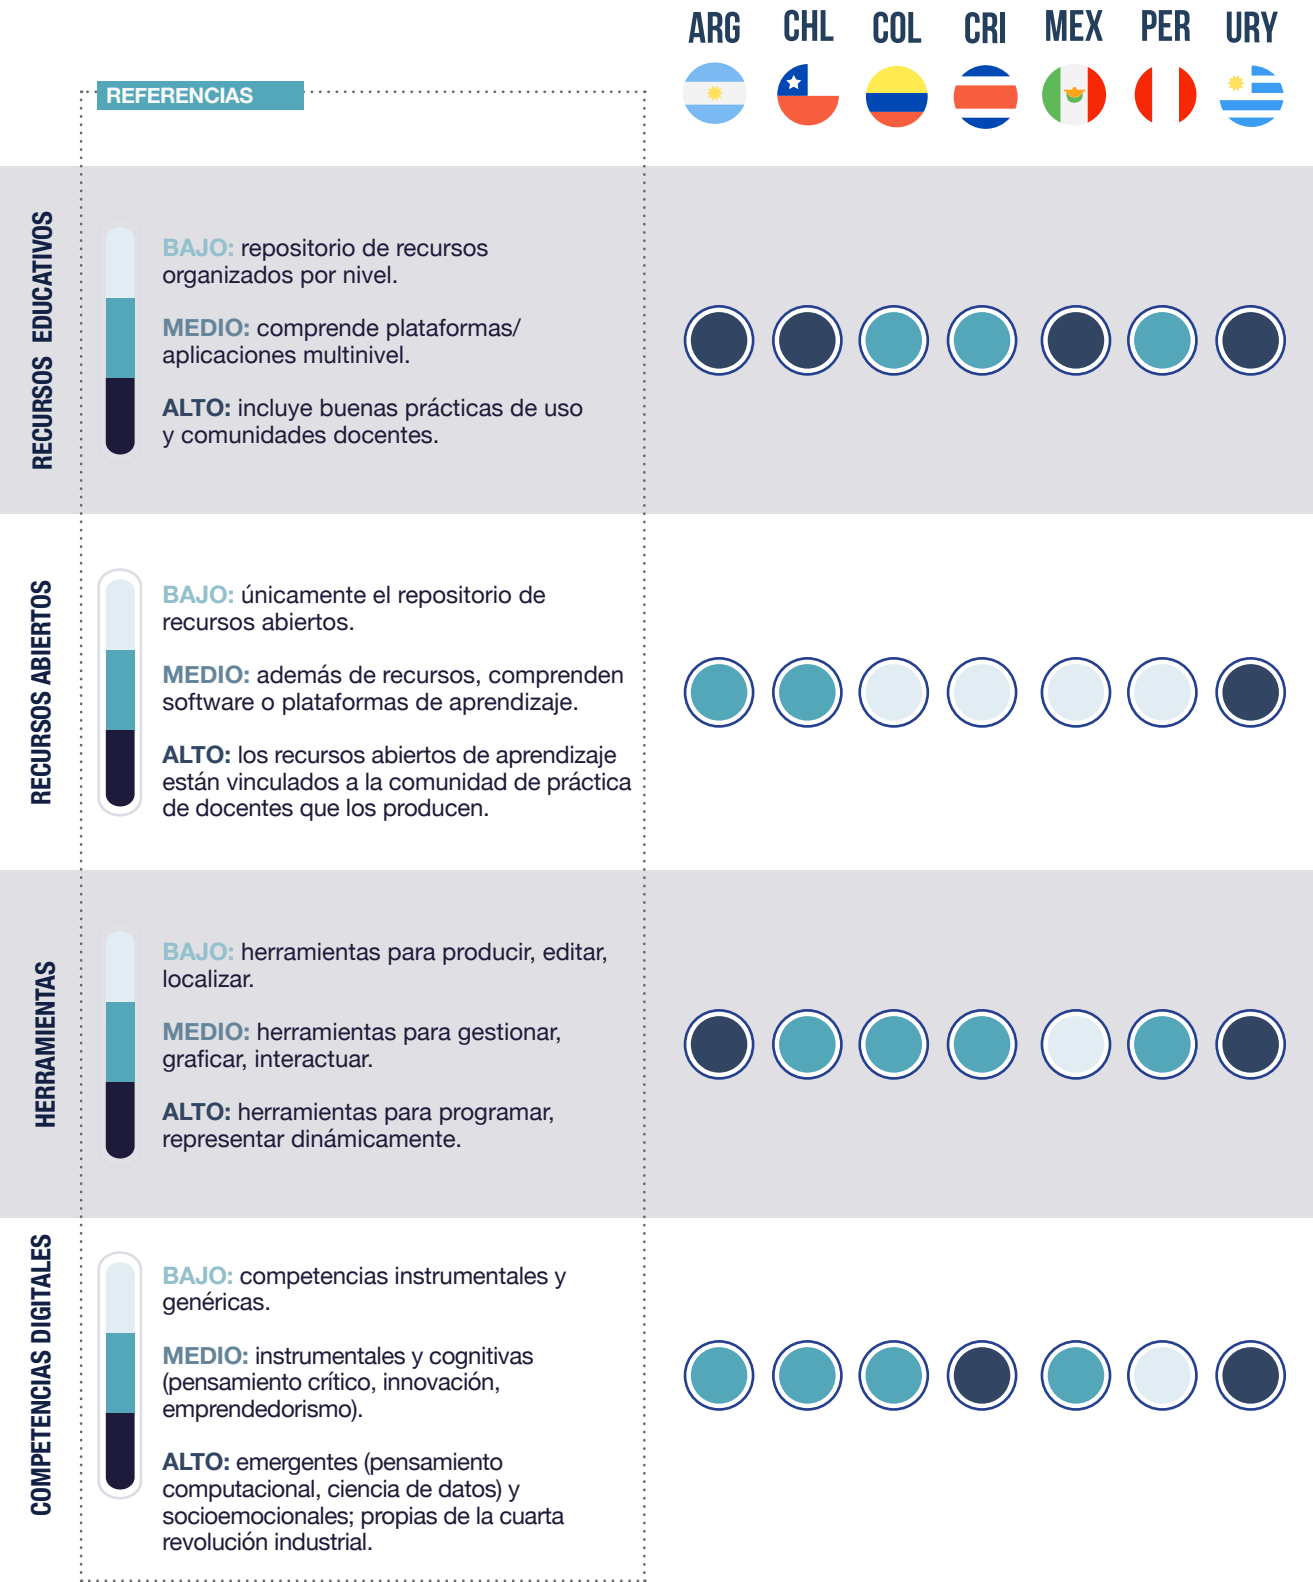 ARG CHL COL CRI MEX PER URY
REFERENCIAS
RECURSOS EDUCATIVOS
BAJO: repositorio de recursos
organizados por nivel.
MEDIO: comprende plataformas/
aplicaciones multinivel.
ALTO: incluye buenas prácticas de uso
y comunidades docentes.
RECURSOS ABIERTOS
BAJO: únicamente el repositorio de
recursos abiertos.
MEDIO: además de recursos, comprenden
software o plataformas de aprendizaje.
ALTO: los recursos abiertos de aprendizaje
están vinculados a la comunidad de práctica
de docentes que los producen.
HERRAMIENTAS
BAJO: herramientas para producir, editar,
localizar.
MEDIO: herramientas para gestionar,
graficar, interactuar.
ALTO: herramientas para programar,
representar dinámicamente.
COMPETENCIAS DIGITALES
BAJO: competencias instrumentales y
genéricas.
MEDIO: instrumentales y cognitivas
(pensamiento crítico, innovación,
emprendedorismo).
ALTO: emergentes (pensamiento
computacional, ciencia de datos) y
socioemocionales; propias de la cuarta
revolución industrial.